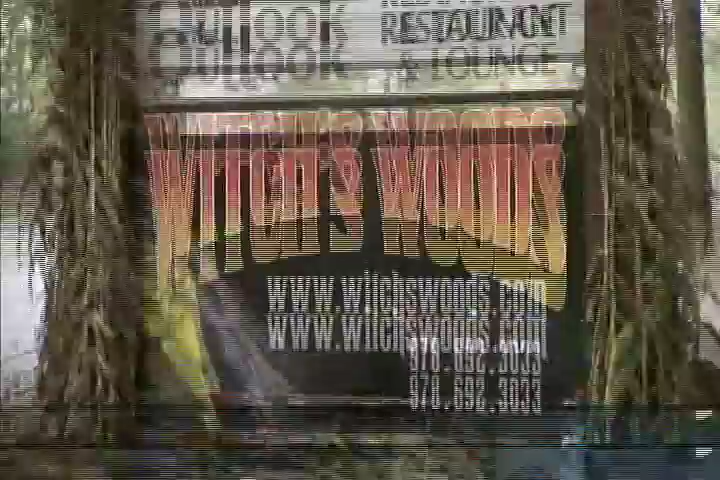 Outlook
RESTAURANT
& LOUNGE
WITCH'S WOODS
www.witchswoods.com
978.692.3033